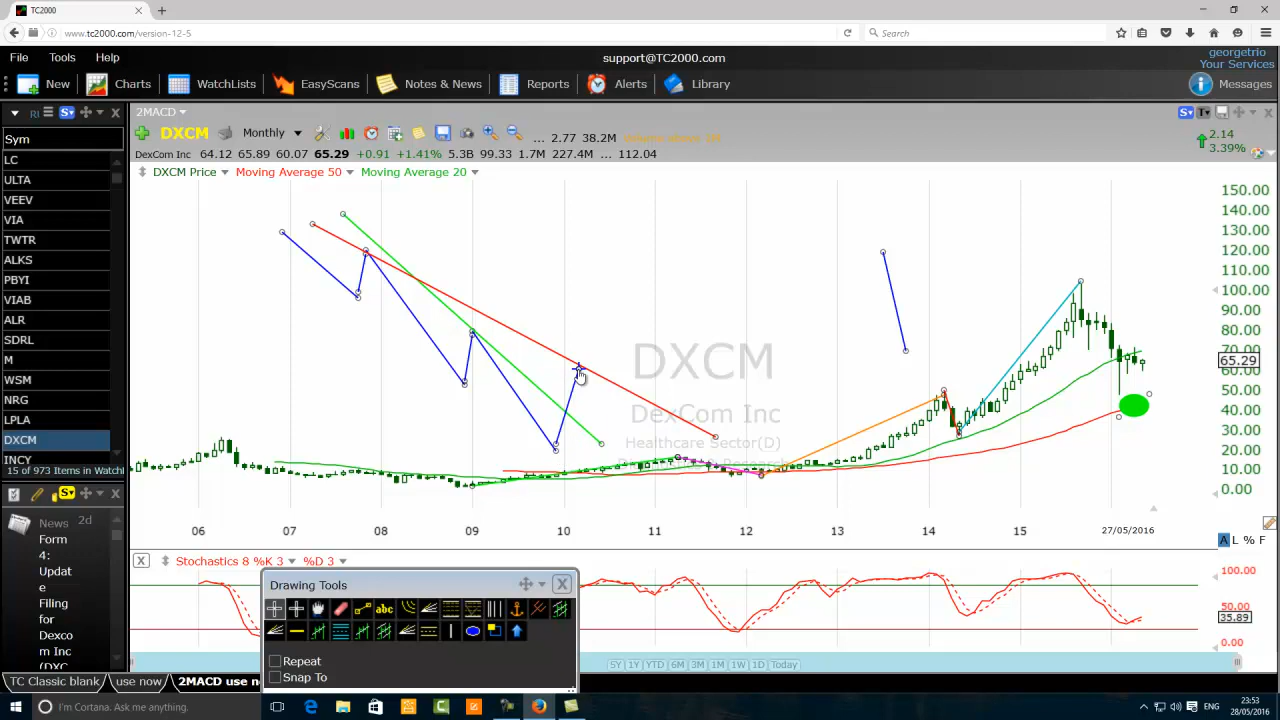 TC2000
www.tc2000.com/version-12-5
Search
File Tools Help
support@TC2000.com
georgetrio
Your Services
New Charts WatchLists EasyScans Notes & News Reports Alerts Library Messages
2MACD
DXCM Monthly ... 2.77 38.2M Volume above 1M
DexCom Inc 64.12 65.89 60.07 65.29 +0.91 +1.41% 5.3B 99.33 1.7M 227.4M ... 112.04
2.14
3.39%
DXCM Price Moving Average 50 Moving Average 20
Sym
LC
ULTA
VEEV
VIA
TWTR
ALKS
PBYI
VIAB
ALR
SDRL
M
WSM
NRG
LPLA
DXCM
INCY
15 of 973 Items in Watchl
DXCM
DexCom Inc
Healthcare Sector(D)
150.00
140.00
130.00
120.00
110.00
100.00
90.00
80.00
70.00
65.29
60.00
50.00
40.00
30.00
20.00
10.00
0.00
06 07 08 09 10 11 12 13 14 15 27/05/2016
A L % F
News 2d
Form
4:
Updat
e
Filing
for
Dexco
m Inc
(DXC
Stochastics 8 %K 3 %D 3
100.00
50.00
35.89
0.00
Drawing Tools
abc
Repeat
Snap To
5Y 1Y YTD 6M 3M 1M 1W 1D Today
TC Classic blank use now 2MACD use no
I'm Cortana. Ask me anything.
ENG
23:53
28/05/2016